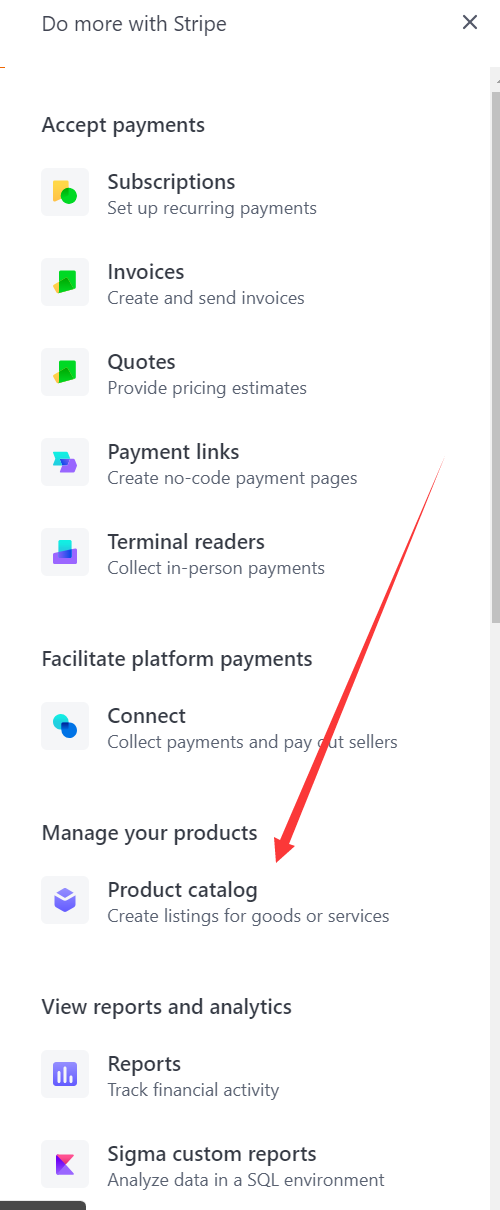 Do more with Stripe
Accept payments
Subscriptions
Set up recurring payments
Invoices
Create and send invoices
Quotes
Provide pricing estimates
Payment links
Create no-code payment pages
Terminal readers
Collect in-person payments
Facilitate platform payments
Connect
Collect payments and pay out sellers
Manage your products
Product catalog
Create listings for goods or services
View reports and analytics
Reports
Track financial activity
Sigma custom reports
Analyze data in a SQL environment